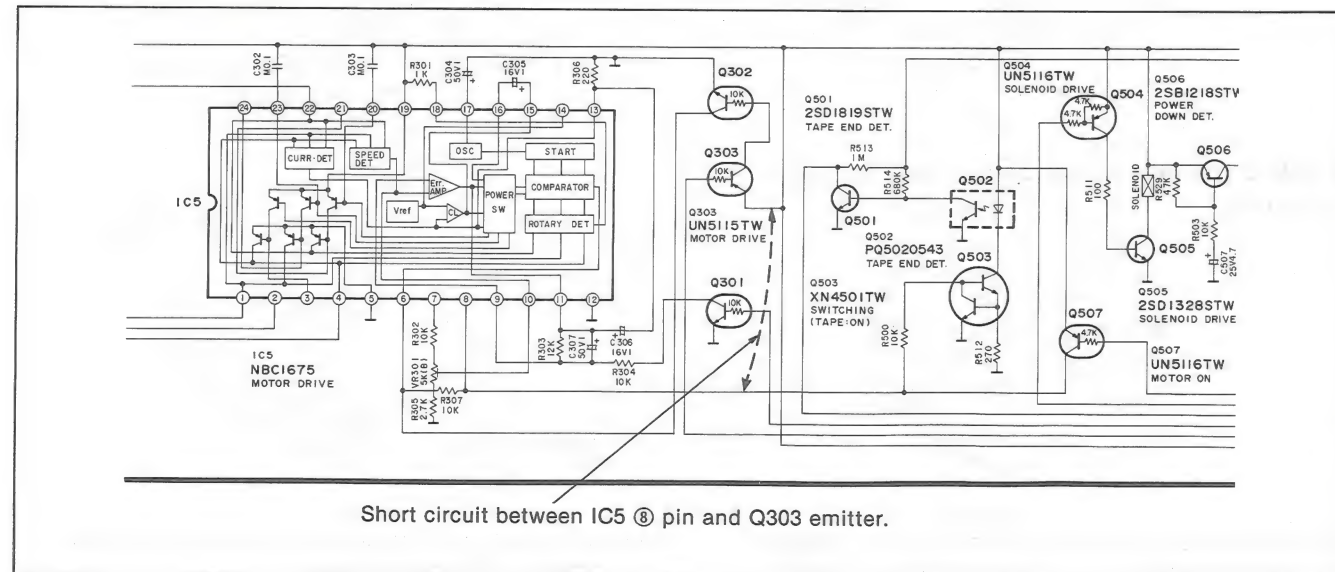 C302
M0.1
C303
M0.1
R301
1K
C304
50V1
C305
16V1
R306
220
Q302
10K
24
23
22
21
20
19
18
17
16
15
14
13
CURR-DET
SPEED
DET
OSC
START
Err.
AMP
POWER
SW
COMPARATOR
Vref
CL
ROTARY DET
IC5
1
2
3
4
5
6
7
8
9
10
11
12
IC5
NBC1675
MOTOR DRIVE
R302
10K
VR301
5K(B)
R305
2.7K
R307
10K
R303
12K
C307
50V1
C306
16V1
R304
10K
Q303
10K
Q303
UN5115TW
MOTOR DRIVE
Q301
10K
Q501
2SD1819STW
TAPE END DET.
R513
1M
R514
680K
Q501
Q502
Q502
PQ5020543
TAPE END DET.
Q503
XN4501TW
SWITCHING
(TAPE:ON)
Q503
R500
10K
R512
270
Q504
UN5116TW
SOLENOID DRIVE
Q504
4.7K
4.7K
R511
100
SOLENOID
R529
47K
Q506
2SB1218STW
POWER
DOWN DET.
Q506
R503
10K
C507
25V4.7
Q505
Q505
2SD1328STW
SOLENOID DRIVE
Q507
4.7K
Q507
UN5116TW
MOTOR ON
Short circuit between IC5 ⑧ pin and Q303 emitter.